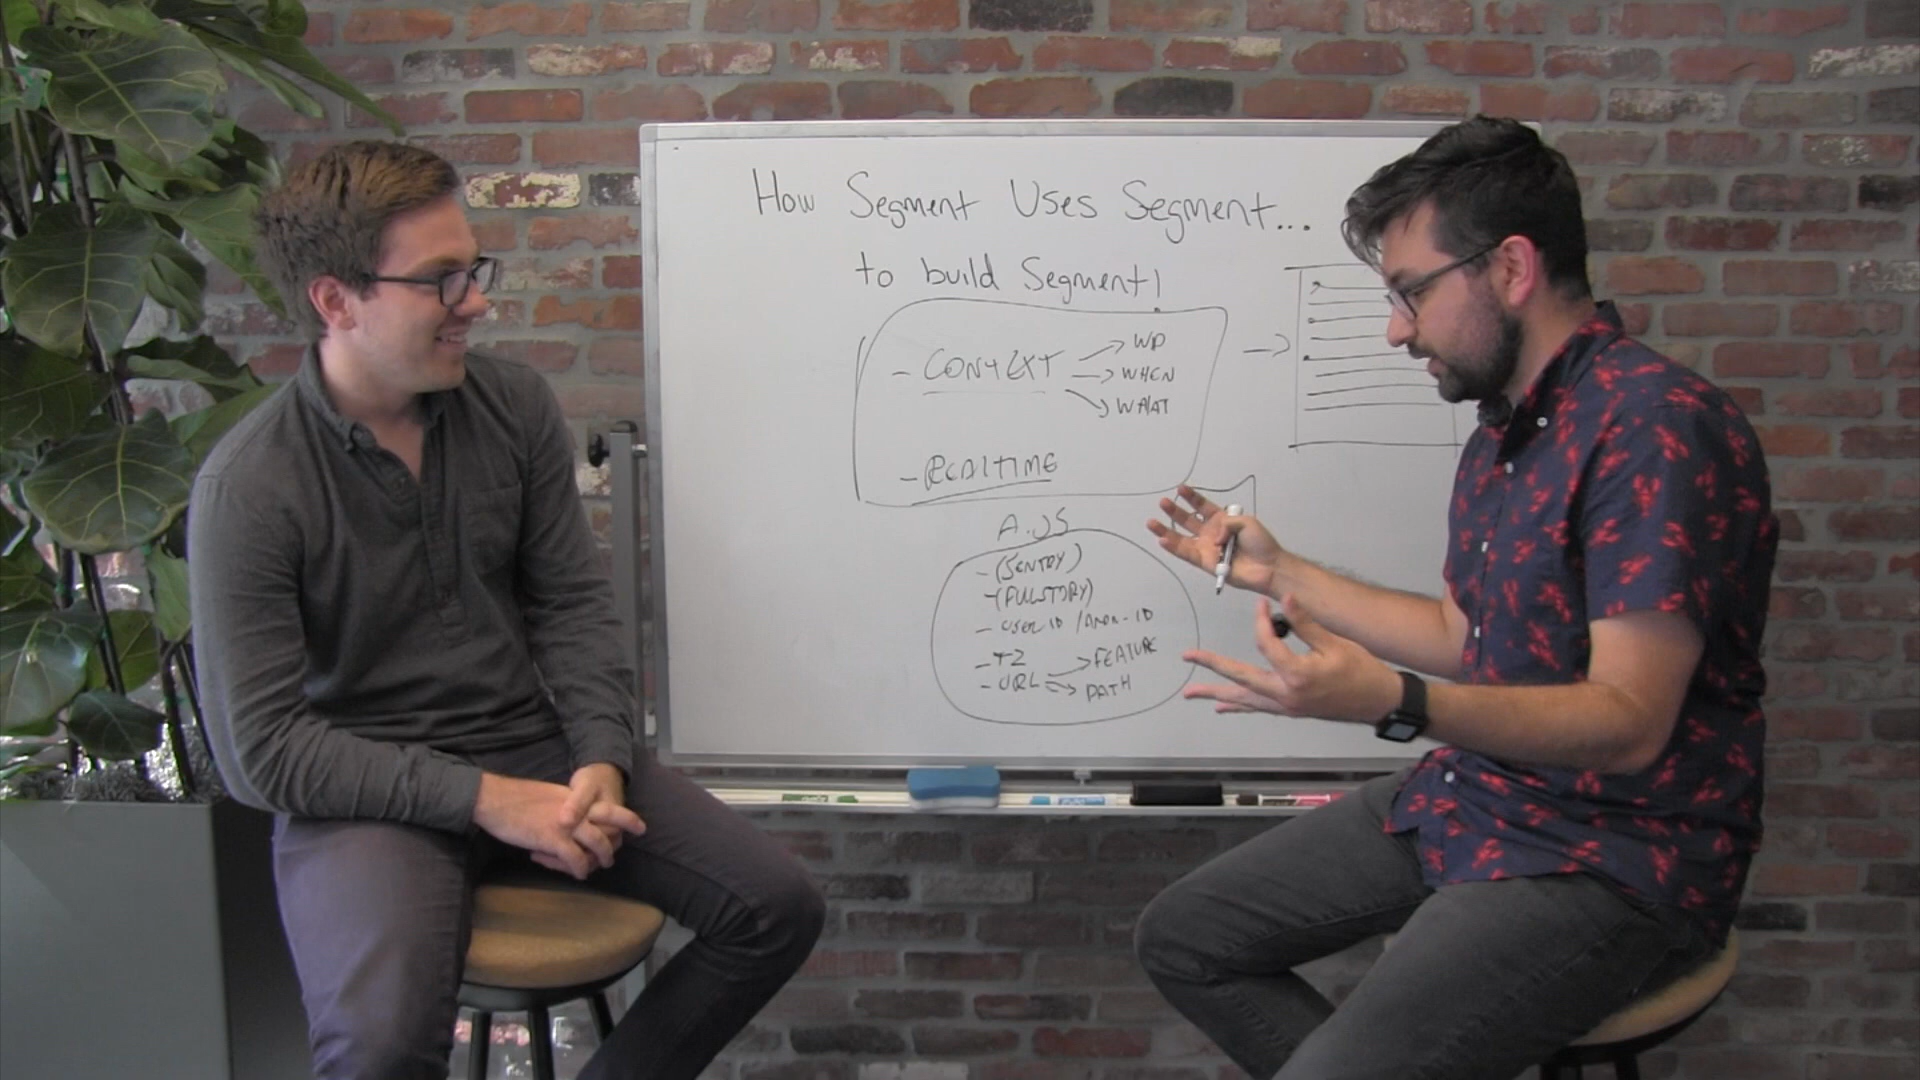 How Segment Uses Segment...
to build Segment!
- CONTEXT → WHO
→ WHEN
→ WHAT
- REALTIME
A.JS
- (SENTRY)
- (FULLSTORY)
- USER ID / ANON-ID
- TZ
- URL → FEATURE
→ PATH